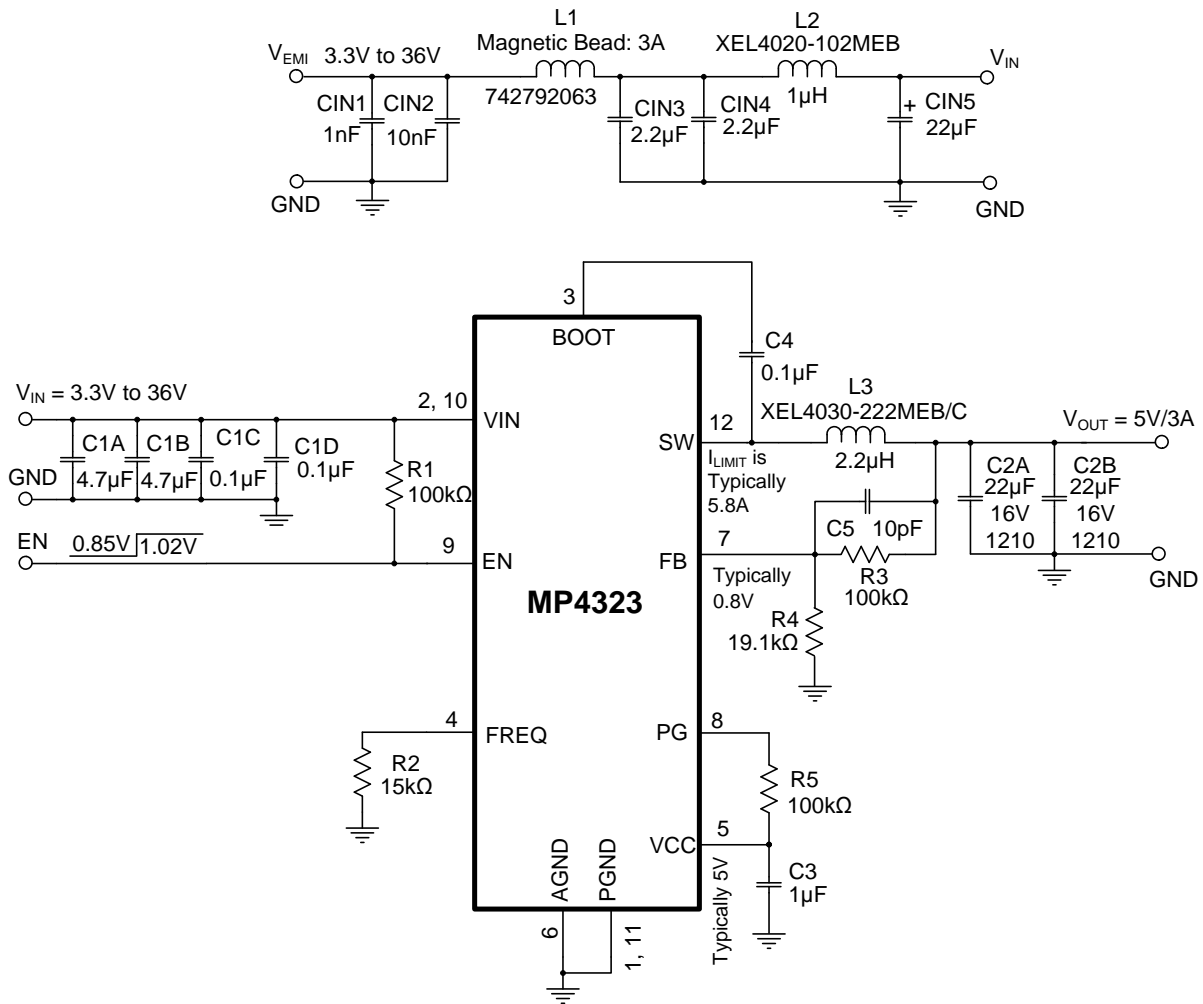 L1
Magnetic Bead: 3A
742792063
L2
XEL4020-102MEB
1µH
VEMI 3.3V to 36V
VIN
CIN1
1nF
CIN2
10nF
CIN3
2.2µF
CIN4
2.2µF
+
CIN5
22µF
GND
GND
3
BOOT
C4
0.1µF
VIN = 3.3V to 36V
2, 10
VIN
C1A
4.7µF
C1B
4.7µF
C1C
0.1µF
C1D
0.1µF
GND
R1
100kΩ
EN
0.85V
1.02V
9
EN
12
SW
ILIMIT is
Typically
5.8A
L3
XEL4030-222MEB/C
2.2µH
VOUT = 5V/3A
C2A
22µF
16V
1210
C2B
22µF
16V
1210
GND
7
FB
Typically
0.8V
C5
10pF
R3
100kΩ
R4
19.1kΩ
MP4323
4
FREQ
R2
15kΩ
8
PG
R5
100kΩ
5
VCC
Typically 5V
C3
1µF
AGND
PGND
6
1, 11